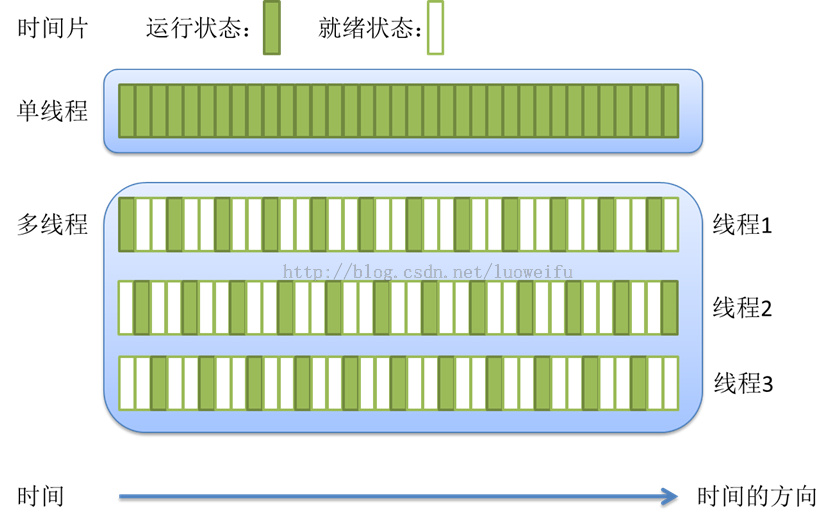 时间片 运行状态： 就绪状态：
单线程
多线程 线程1
http://blog.csdn.net/luoweifu
线程2
线程3
时间 时间的方向